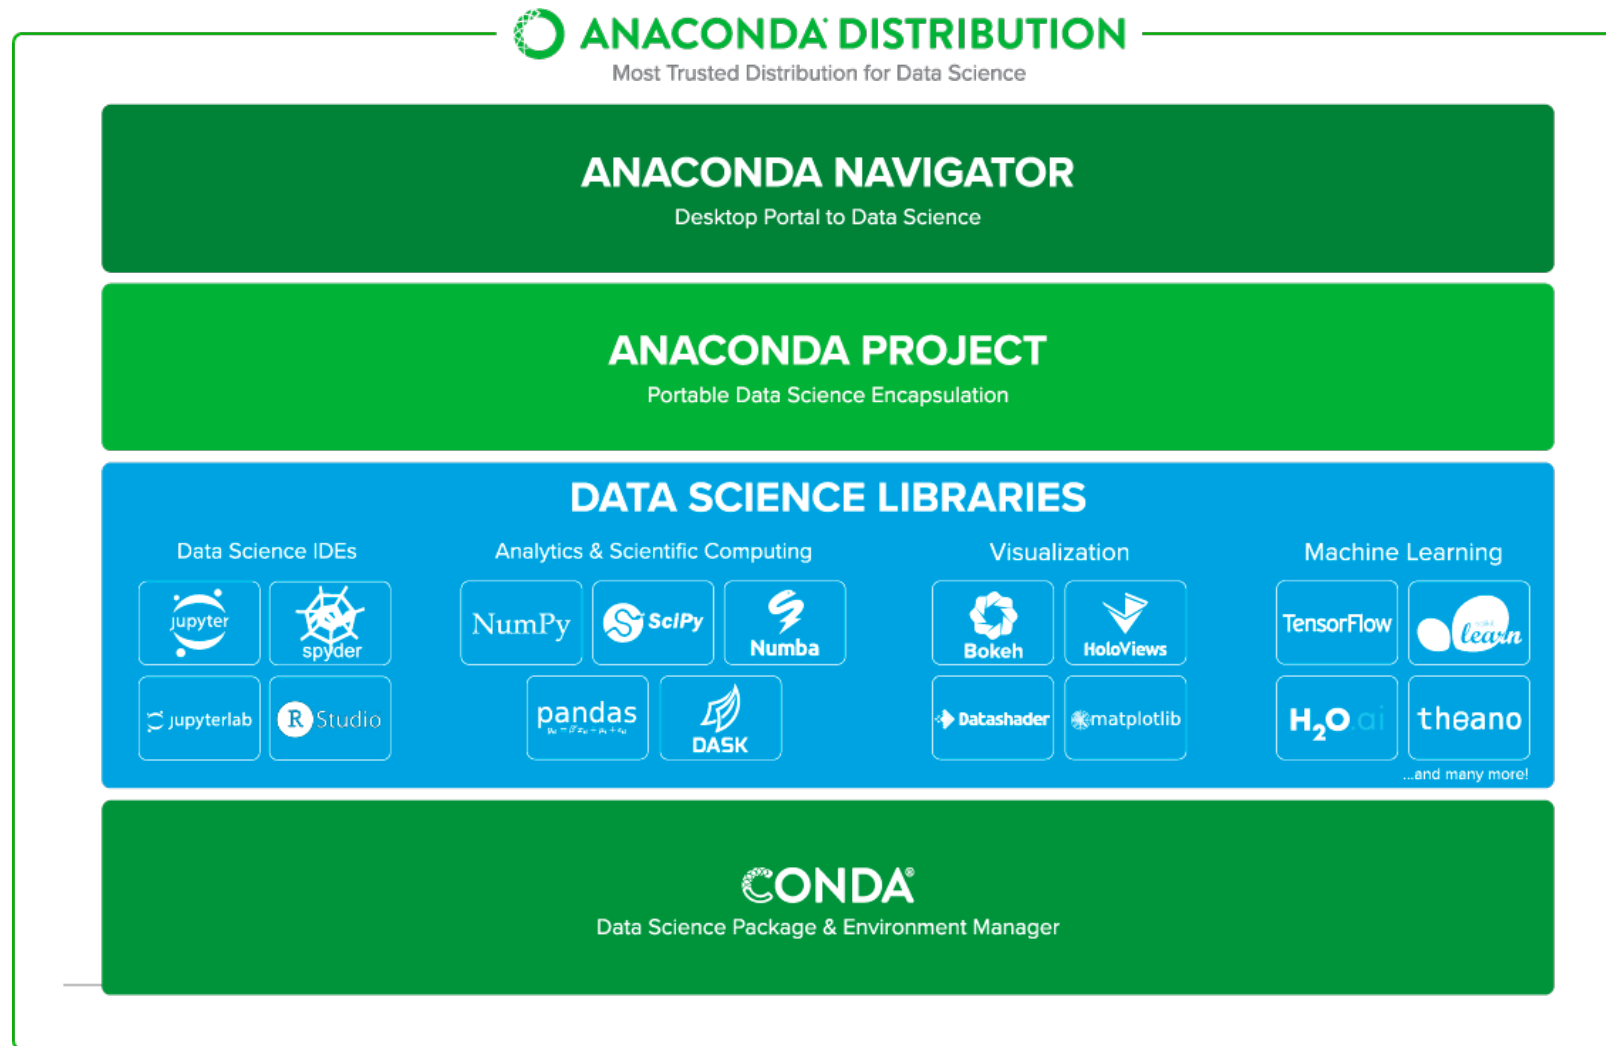 ANACONDA DISTRIBUTION
Most Trusted Distribution for Data Science
ANACONDA NAVIGATOR
Desktop Portal to Data Science
ANACONDA PROJECT
Portable Data Science Encapsulation
DATA SCIENCE LIBRARIES
Data Science IDEs
jupyter
spyder
jupyterlab
R Studio
Analytics & Scientific Computing
NumPy
SciPy
Numba
pandas
DASK
Visualization
Bokeh
HoloViews
Datashader
matplotlib
Machine Learning
TensorFlow
learn
H2O.ai
theano
...and many more!
CONDA®
Data Science Package & Environment Manager